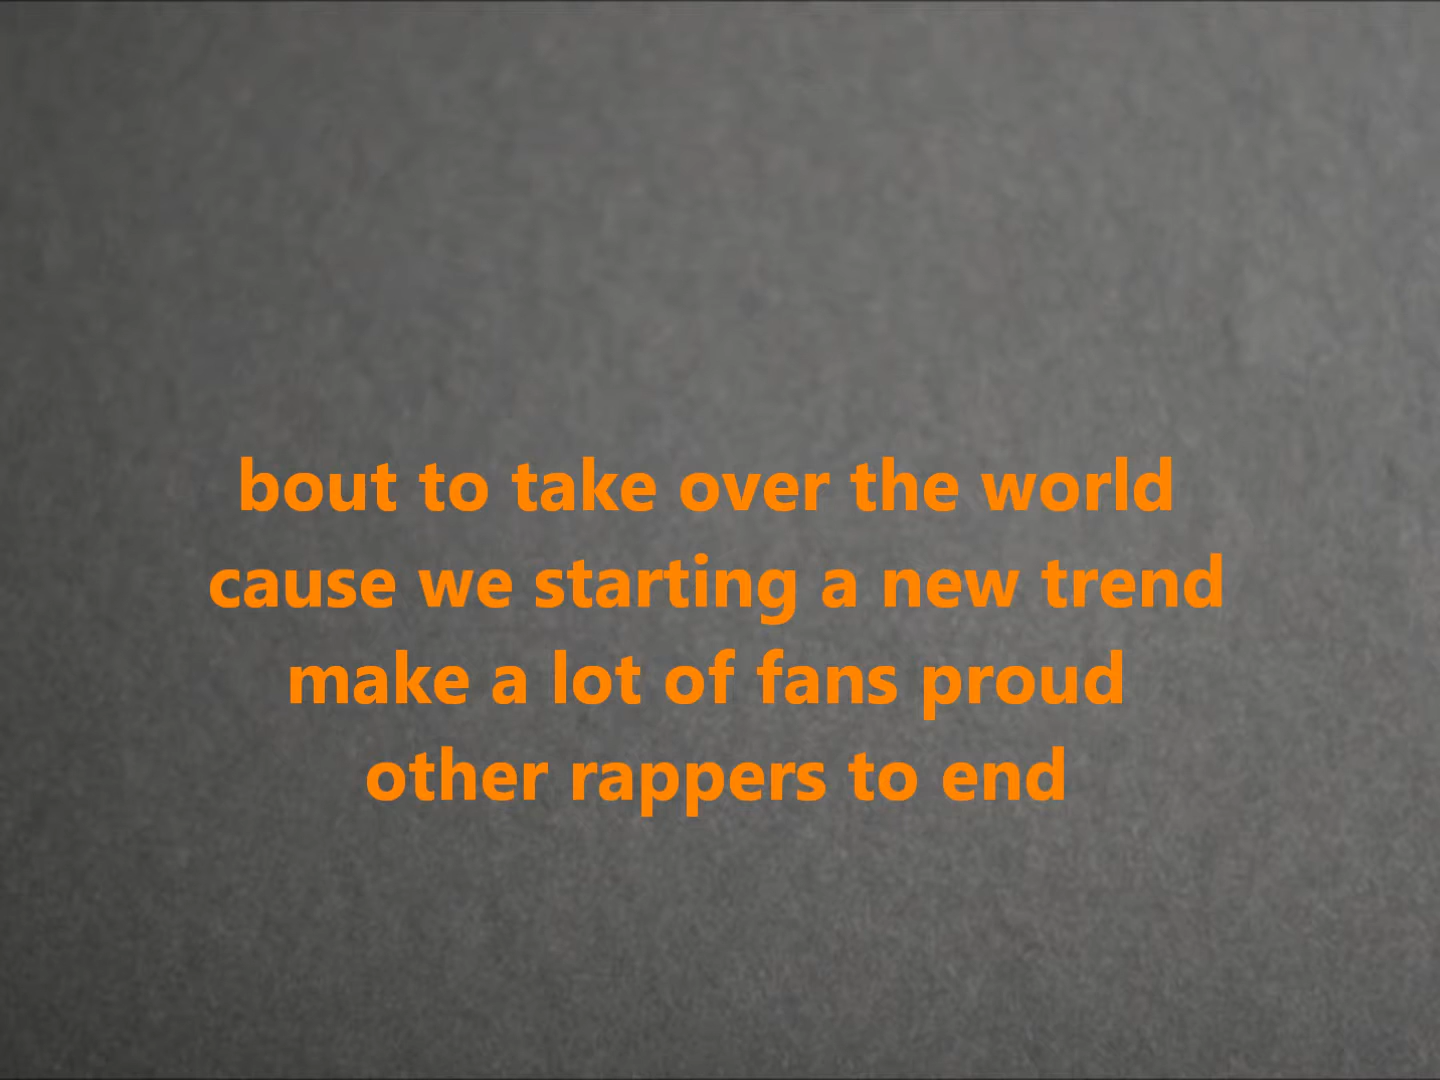 bout to take over the world
cause we starting a new trend
make a lot of fans proud
other rappers to end